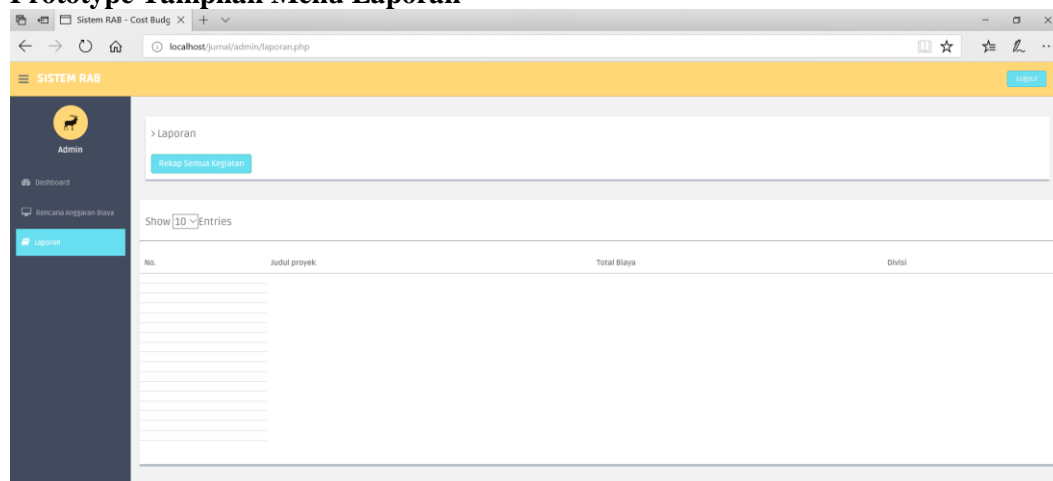 Prototype Tampilan Menu Laporan
Sistem RAB - Cost Budg
localhost/jurnal/admin/laporan.php
SISTEM RAB
Logout
Admin
Dashboard
Rencana Anggaran Biaya
Laporan
> Laporan
Rekap Semua Kegiatan
Show 10 Entries
No. Judul proyek Total Biaya Divisi